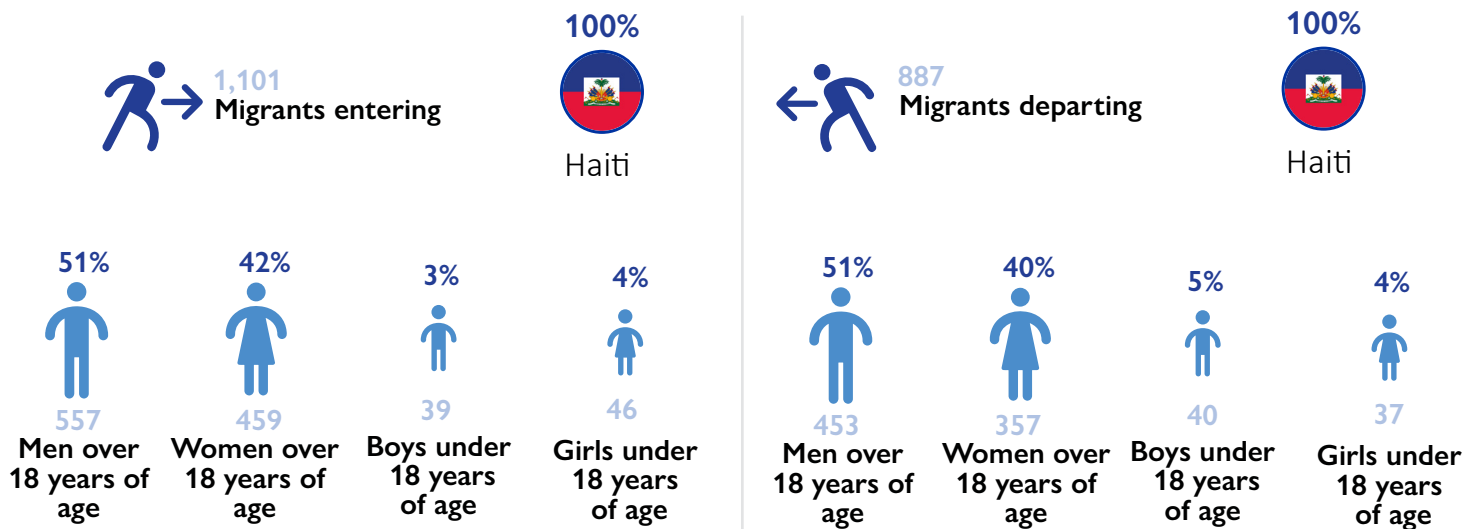 100%
1,101
Migrants entering
Haiti
51%
42%
3%
4%
557
459
39
46
Men over
18 years of
age
Women over
18 years of
age
Boys under
18 years
of age
Girls under
18 years
of age
100%
887
Migrants departing
Haiti
51%
40%
5%
4%
453
357
40
37
Men over
18 years of
age
Women over
18 years of
age
Boys under
18 years
of age
Girls under
18 years
of age